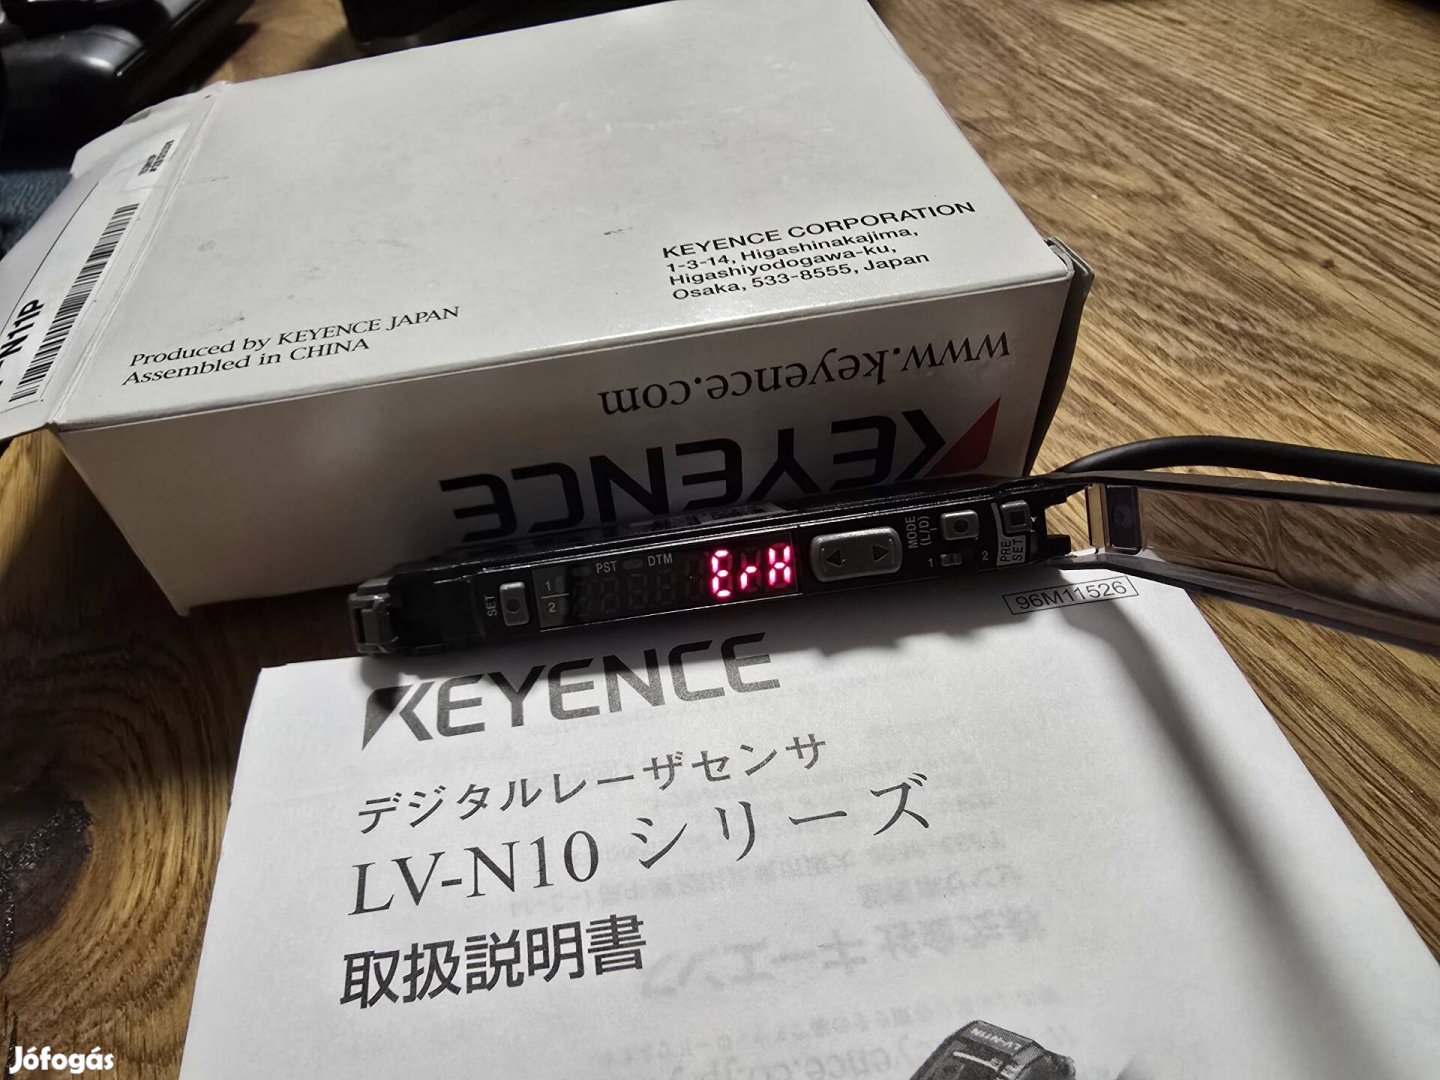 KEYENCE CORPORATION
1-3-14, Higashinakajima,
Higashiyodogawa-ku,
Osaka, 533-8555, Japan
Produced by KEYENCE JAPAN
Assembled in CHINA
N11P
www.keyence.com
KEYENCE
SET
1
2
PST
DTM
ErH
MODE
(L/D)
1
2
PRE
SET
96M11526
KEYENCE
デジタルレーザセンサ
LV-N10 シリーズ
取扱説明書
LV-N11N
Jófogás